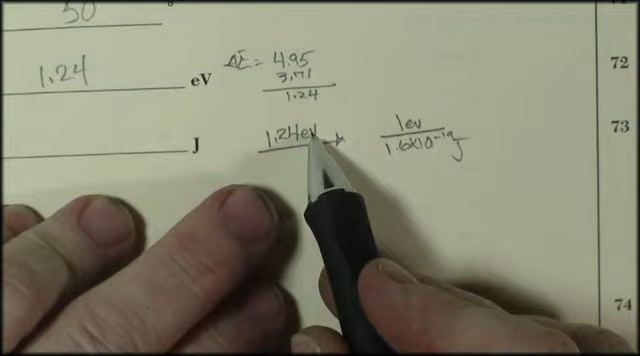 50
1.24 eV
ΔE = 4.95
3.71
1.24
72
J
1.24ev
1ev
1.6x10⁻¹⁹J
73
74